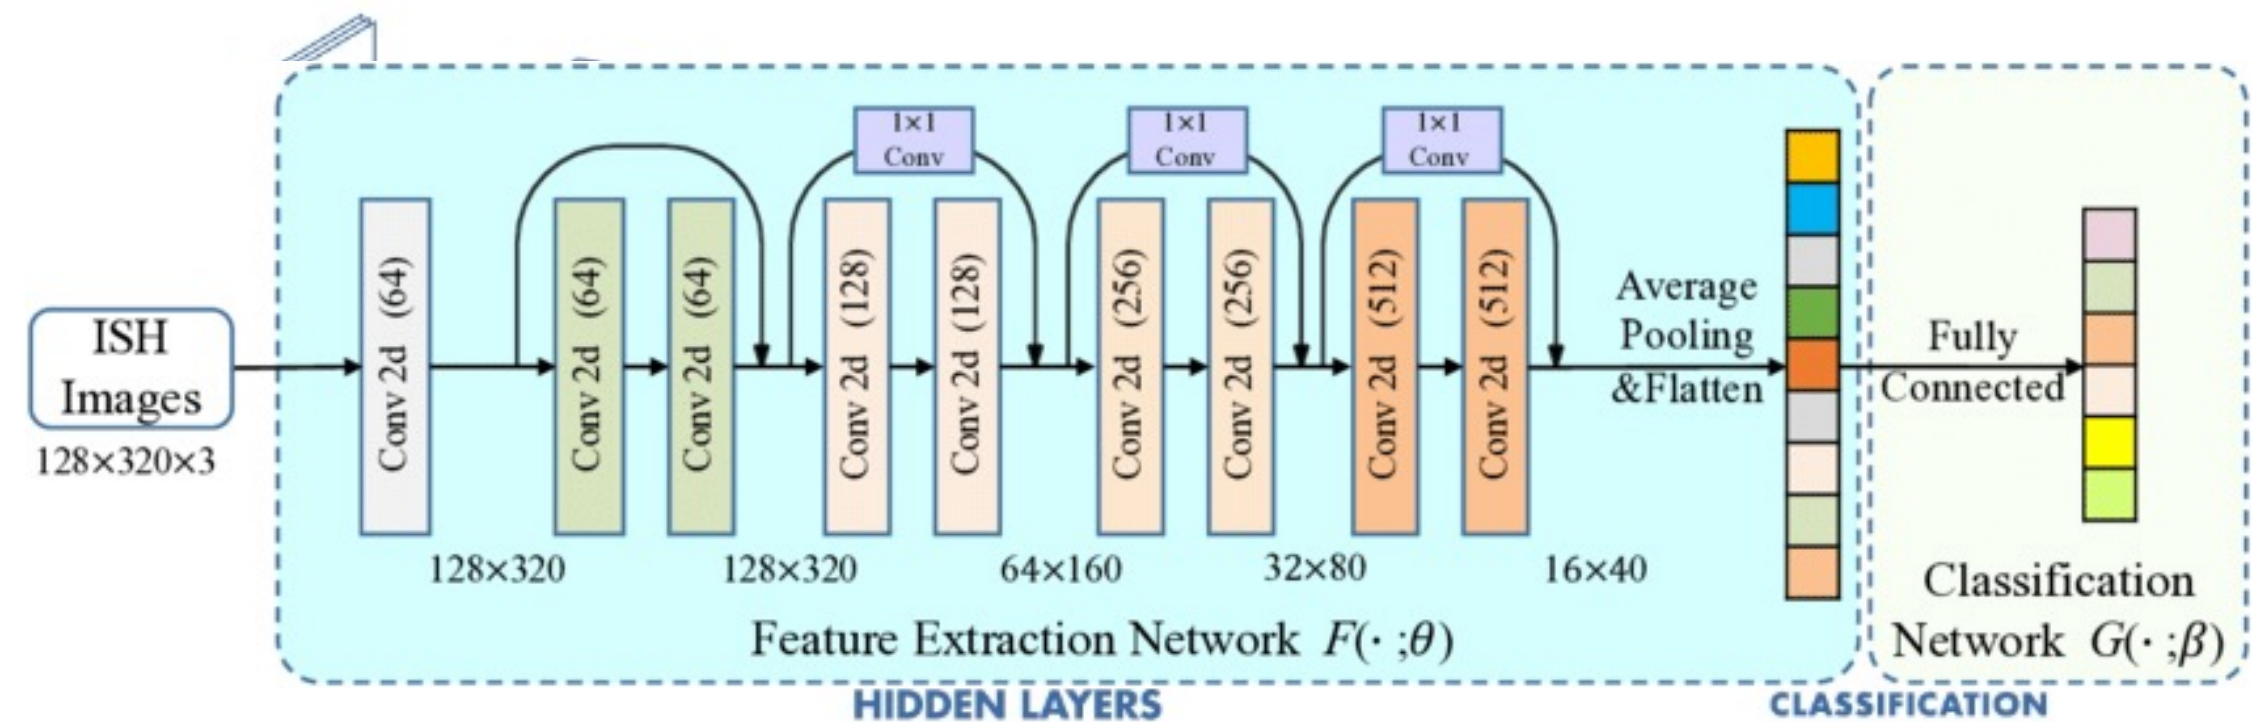 ISH
Images
128×320×3
Conv 2d (64)
128×320
Conv 2d (64)
Conv 2d (64)
128×320
1×1
Conv
Conv 2d (128)
Conv 2d (128)
64×160
1×1
Conv
Conv 2d (256)
Conv 2d (256)
32×80
1×1
Conv
Conv 2d (512)
Conv 2d (512)
16×40
Average
Pooling
&Flatten
Feature Extraction Network F(· ;θ)
HIDDEN LAYERS
Fully
Connected
Classification
Network G(· ;β)
CLASSIFICATION